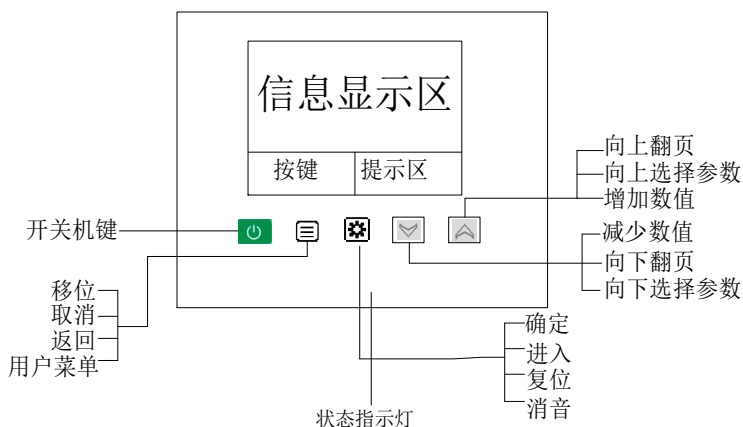 信息显示区
按键
提示区
向上翻页
向上选择参数
增加数值
开关机键
减少数值
向下翻页
向下选择参数
移位
取消
返回
用户菜单
确定
进入
复位
消音
状态指示灯